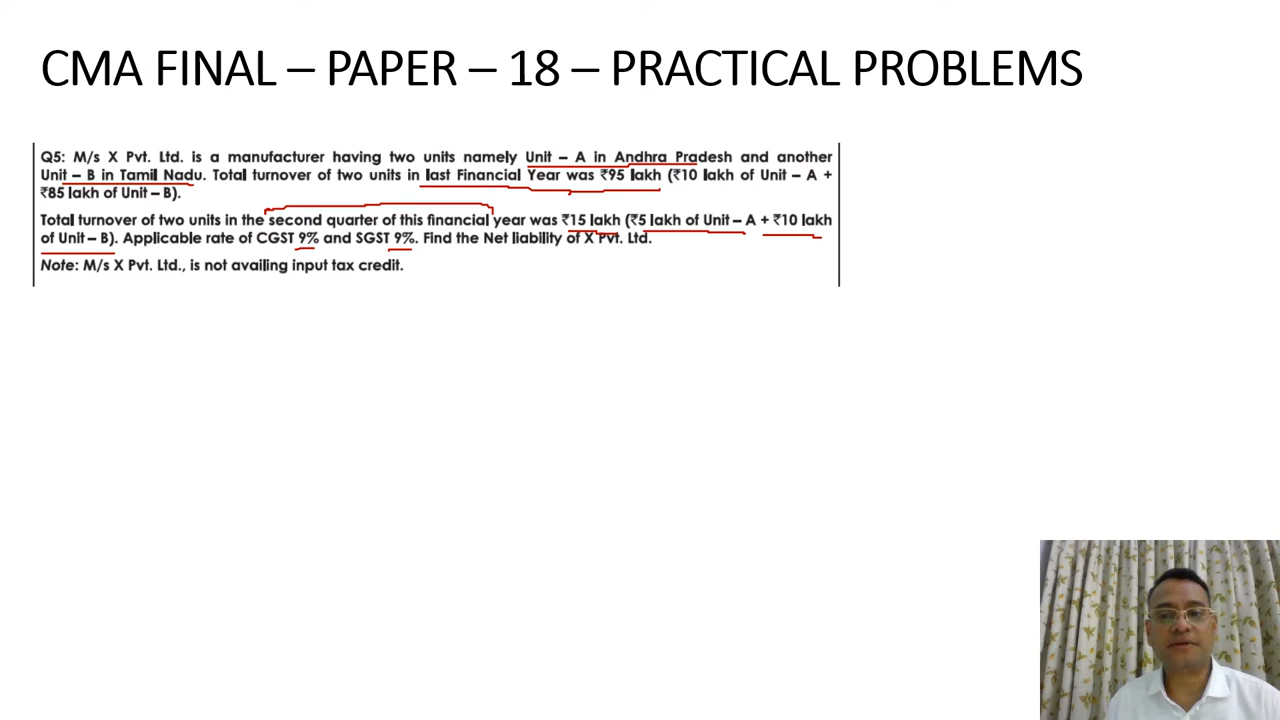 CMA FINAL – PAPER – 18 – PRACTICAL PROBLEMS
Q5: M/s X Pvt. Ltd. is a manufacturer having two units namely Unit – A in Andhra Pradesh and another
Unit – B in Tamil Nadu. Total turnover of two units in last Financial Year was ₹95 lakh (₹10 lakh of Unit – A +
₹85 lakh of Unit – B).
Total turnover of two units in the second quarter of this financial year was ₹15 lakh (₹5 lakh of Unit – A + ₹10 lakh
of Unit – B). Applicable rate of CGST 9% and SGST 9%. Find the Net liability of X Pvt. Ltd.
Note: M/s X Pvt. Ltd., is not availing input tax credit.